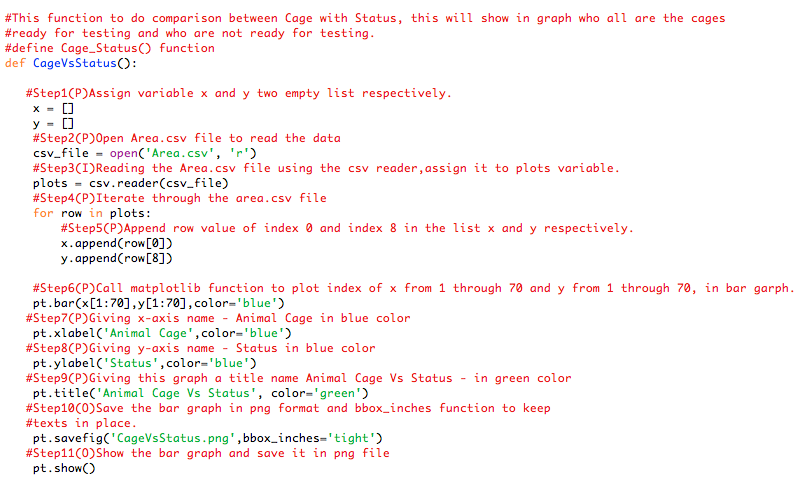 #This function to do comparison between Cage with Status, this will show in graph who all are the cages
#ready for testing and who are not ready for testing.
#define Cage_Status() function
def CageVsStatus():
#Step1(P)Assign variable x and y two empty list respectively.
x = []
y = []
#Step2(P)Open Area.csv file to read the data
csv_file = open('Area.csv', 'r')
#Step3(I)Reading the Area.csv file using the csv reader,assign it to plots variable.
plots = csv.reader(csv_file)
#Step4(P)Iterate through the area.csv file
for row in plots:
#Step5(P)Append row value of index 0 and index 8 in the list x and y respectively.
x.append(row[0])
y.append(row[8])
#Step6(P)Call matplotlib function to plot index of x from 1 through 70 and y from 1 through 70, in bar garph.
pt.bar(x[1:70],y[1:70],color='blue')
#Step7(P)Giving x-axis name - Animal Cage in blue color
pt.xlabel('Animal Cage',color='blue')
#Step8(P)Giving y-axis name - Status in blue color
pt.ylabel('Status',color='blue')
#Step9(P)Giving this graph a title name Animal Cage Vs Status - in green color
pt.title('Animal Cage Vs Status', color='green')
#Step10(O)Save the bar graph in png format and bbox_inches function to keep
#texts in place.
pt.savefig('CageVsStatus.png',bbox_inches='tight')
#Step11(O)Show the bar graph and save it in png file
pt.show()